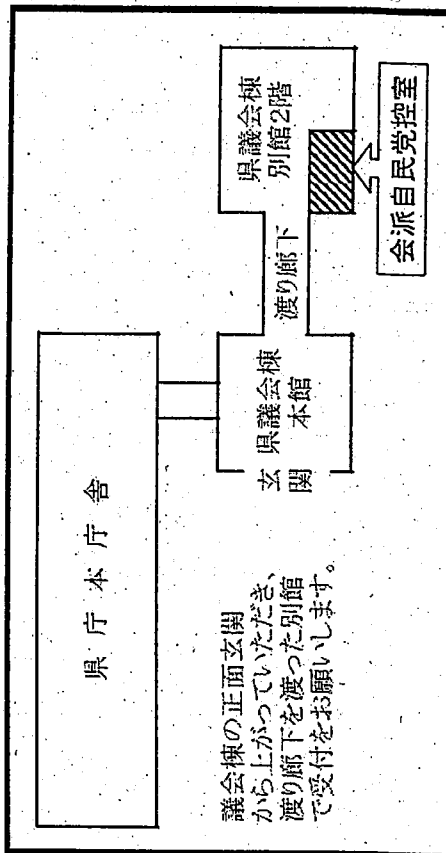 県庁本庁舎
県議会棟
本館
玄関
渡り廊下
県議会棟
別館2階
会派自民党控室
議会棟の正面玄関
から上がっていただき、
渡り廊下を渡った別館
で受付をお願いします。